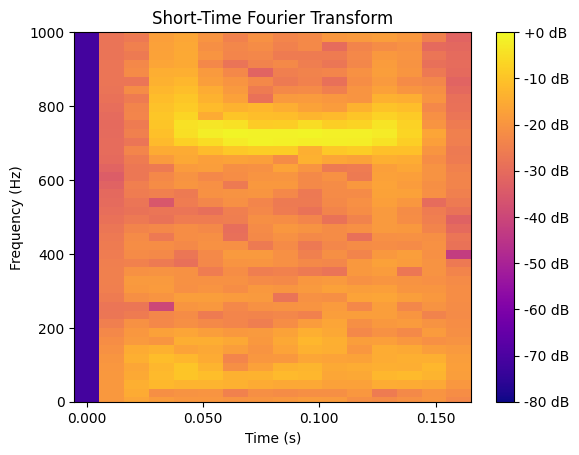 Short-Time Fourier Transform
Frequency (Hz)
1000
800
600
400
200
0
0.000
0.050
0.100
0.150
Time (s)
+0 dB
-10 dB
-20 dB
-30 dB
-40 dB
-50 dB
-60 dB
-70 dB
-80 dB